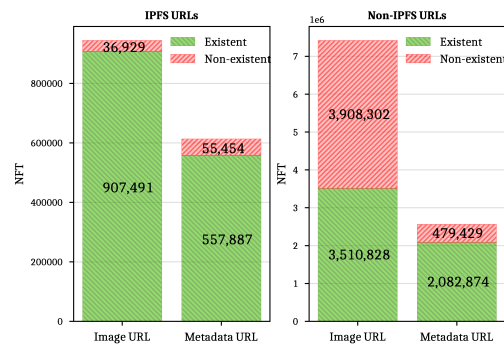 IPFS URLs
Existent
Non-existent
36,929
907,491
55,454
557,887
800000
600000
400000
200000
0
NFT
Image URL
Metadata URL
Non-IPFS URLs
1e6
Existent
Non-existent
3,908,302
3,510,828
479,429
2,082,874
7
6
5
4
3
2
1
0
NFT
Image URL
Metadata URL